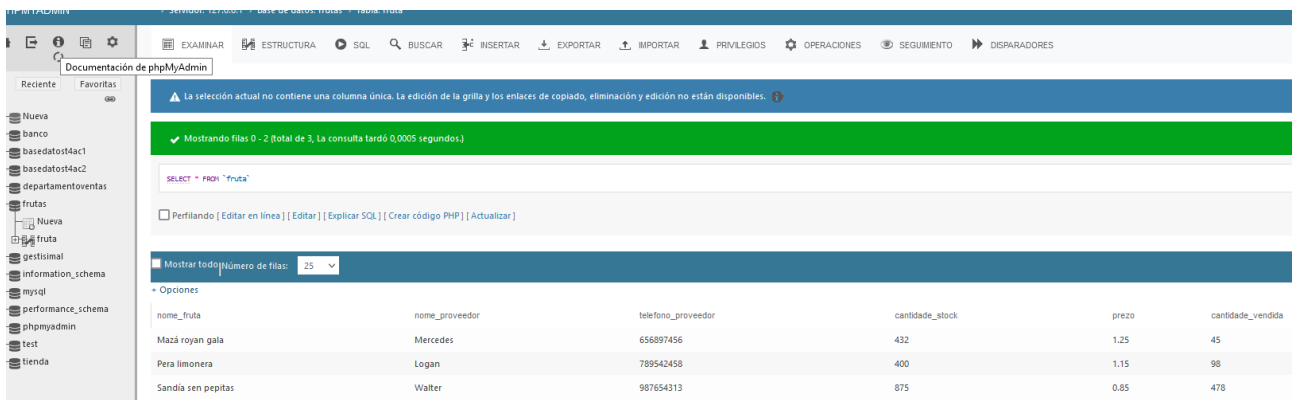 PHPMYADMIN
Servidor: 127.0.0.1 Base de datos: frutas Tabla: fruta
EXAMINAR ESTRUCTURA SQL BUSCAR INSERTAR EXPORTAR IMPORTAR PRIVILEGIOS OPERACIONES SEGUIMIENTO DISPARADORES
Documentación de phpMyAdmin
Reciente Favoritas
Nueva
banco
basedatost4ac1
basedatost4ac2
departamentoventas
frutas
Nueva
fruta
gestisimal
information_schema
mysql
performance_schema
phpmyadmin
test
tienda
La selección actual no contiene una columna única. La edición de la grilla y los enlaces de copiado, eliminación y edición no están disponibles.
Mostrando filas 0 - 2 (total de 3, La consulta tardó 0,0005 segundos.)
SELECT * FROM `fruta`
Perfilando [ Editar en línea ] [ Editar ] [ Explicar SQL ] [ Crear código PHP ] [ Actualizar ]
Mostrar todo Número de filas: 25
+ Opciones
nome_fruta nome_proveedor telefono_proveedor cantidade_stock prezo cantidade_vendida
Mazá royan gala Mercedes 656897456 432 1.25 45
Pera limonera Logan 789542458 400 1.15 98
Sandía sen pepitas Walter 987654313 875 0.85 478